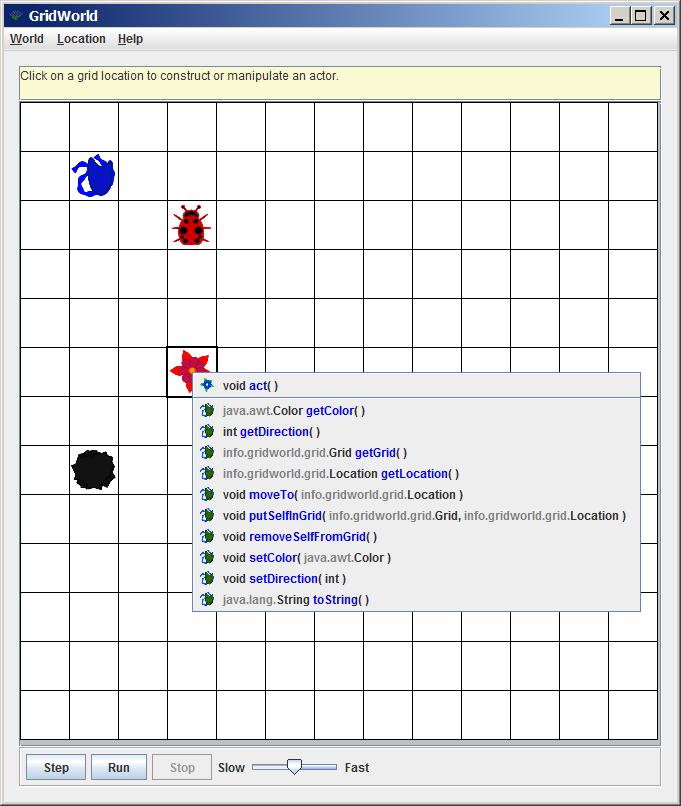 GridWorld
World Location Help
Click on a grid location to construct or manipulate an actor.
void act( )
java.awt.Color getColor( )
int getDirection( )
info.gridworld.grid.Grid getGrid( )
info.gridworld.grid.Location getLocation( )
void moveTo( info.gridworld.grid.Location )
void putSelfInGrid( info.gridworld.grid.Grid, info.gridworld.grid.Location )
void removeSelfFromGrid( )
void setColor( java.awt.Color )
void setDirection( int )
java.lang.String toString( )
Step Run Stop Slow Fast